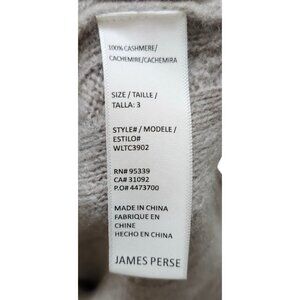 100% CASHMERE/
CACHEMIRE/CACHEMIRA
SIZE / TAILLE /
TALLA: 3
STYLE# / MODELE /
ESTILO#
WLTC3902
RN# 95339
CA# 31092
P.O# 4473700
MADE IN CHINA
FABRIQUE EN
CHINE
HECHO EN CHINO
JAMES PERSE